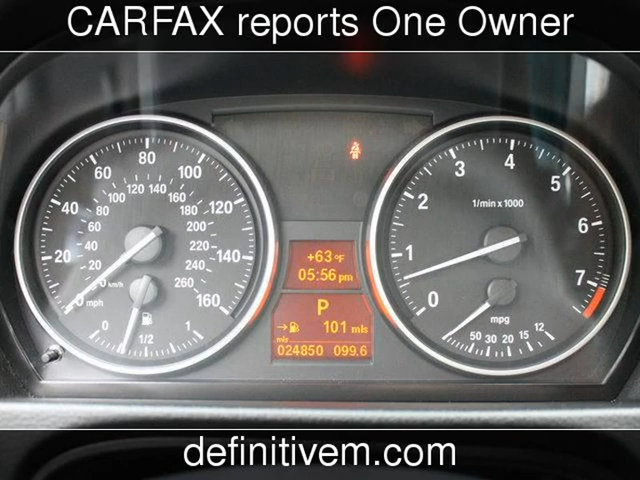 CARFAX reports One Owner
80
60 100
40 120
20 140
0 mph 160
120 140
100 160
80 180
60 200
40 220
20 240
0 km/h 260
0 1/2 1
+63 °F
05:56 pm
P
101 mls
mls
024850 099.6
4
3 5
2 1/min x 1000 6
1 7
0
mpg
50 30 20 15 12
definitivem.com